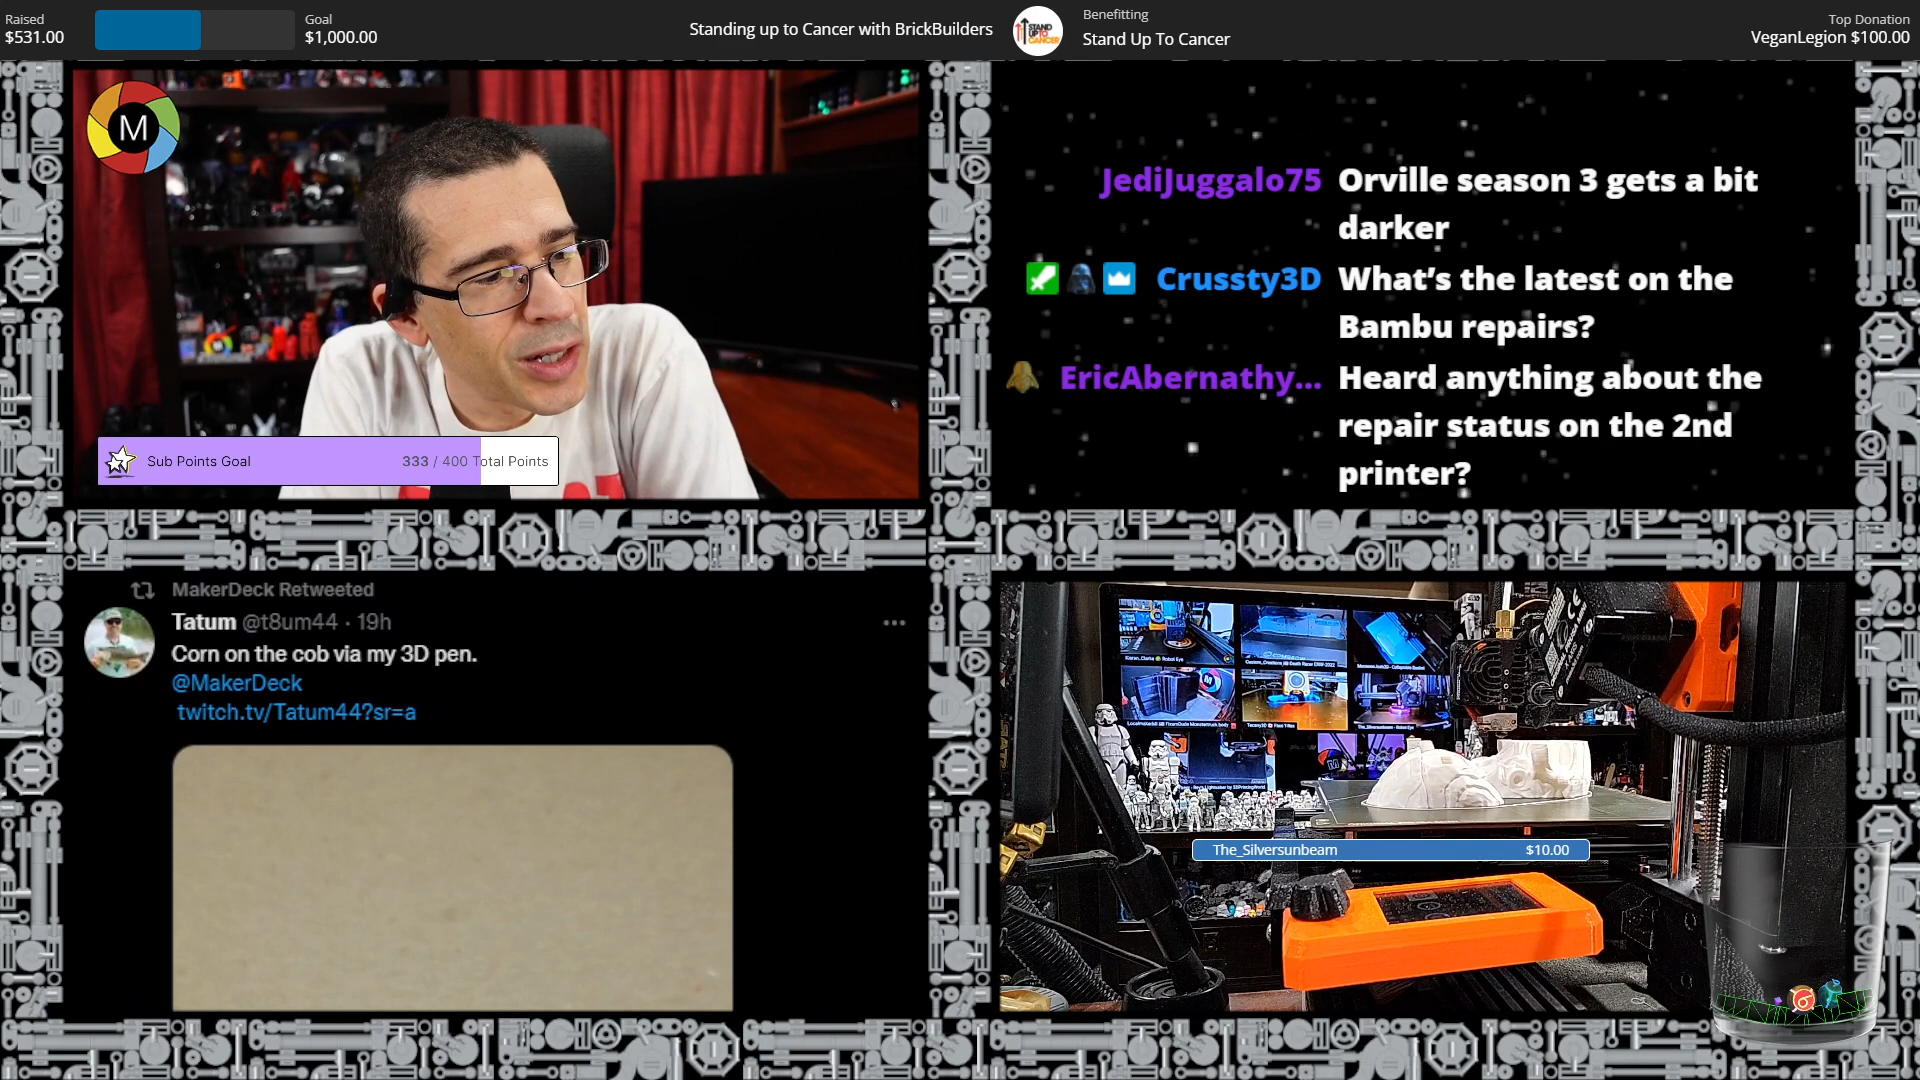 Raised
$531.00
Goal
$1,000.00
Standing up to Cancer with BrickBuilders
STAND
UP TO
CANCER
Benefitting
Stand Up To Cancer
Top Donation
VeganLegion $100.00
M
Sub Points Goal
333 / 400 Total Points
JediJuggalo75 Orville season 3 gets a bit
darker
Crussty3D What's the latest on the
Bambu repairs?
EricAbernathy... Heard anything about the
repair status on the 2nd
printer?
MakerDeck Retweeted
Tatum @t8um44 · 19h
Corn on the cob via my 3D pen.
@MakerDeck
twitch.tv/Tatum44?sr=a
The_Silversunbeam $10.00